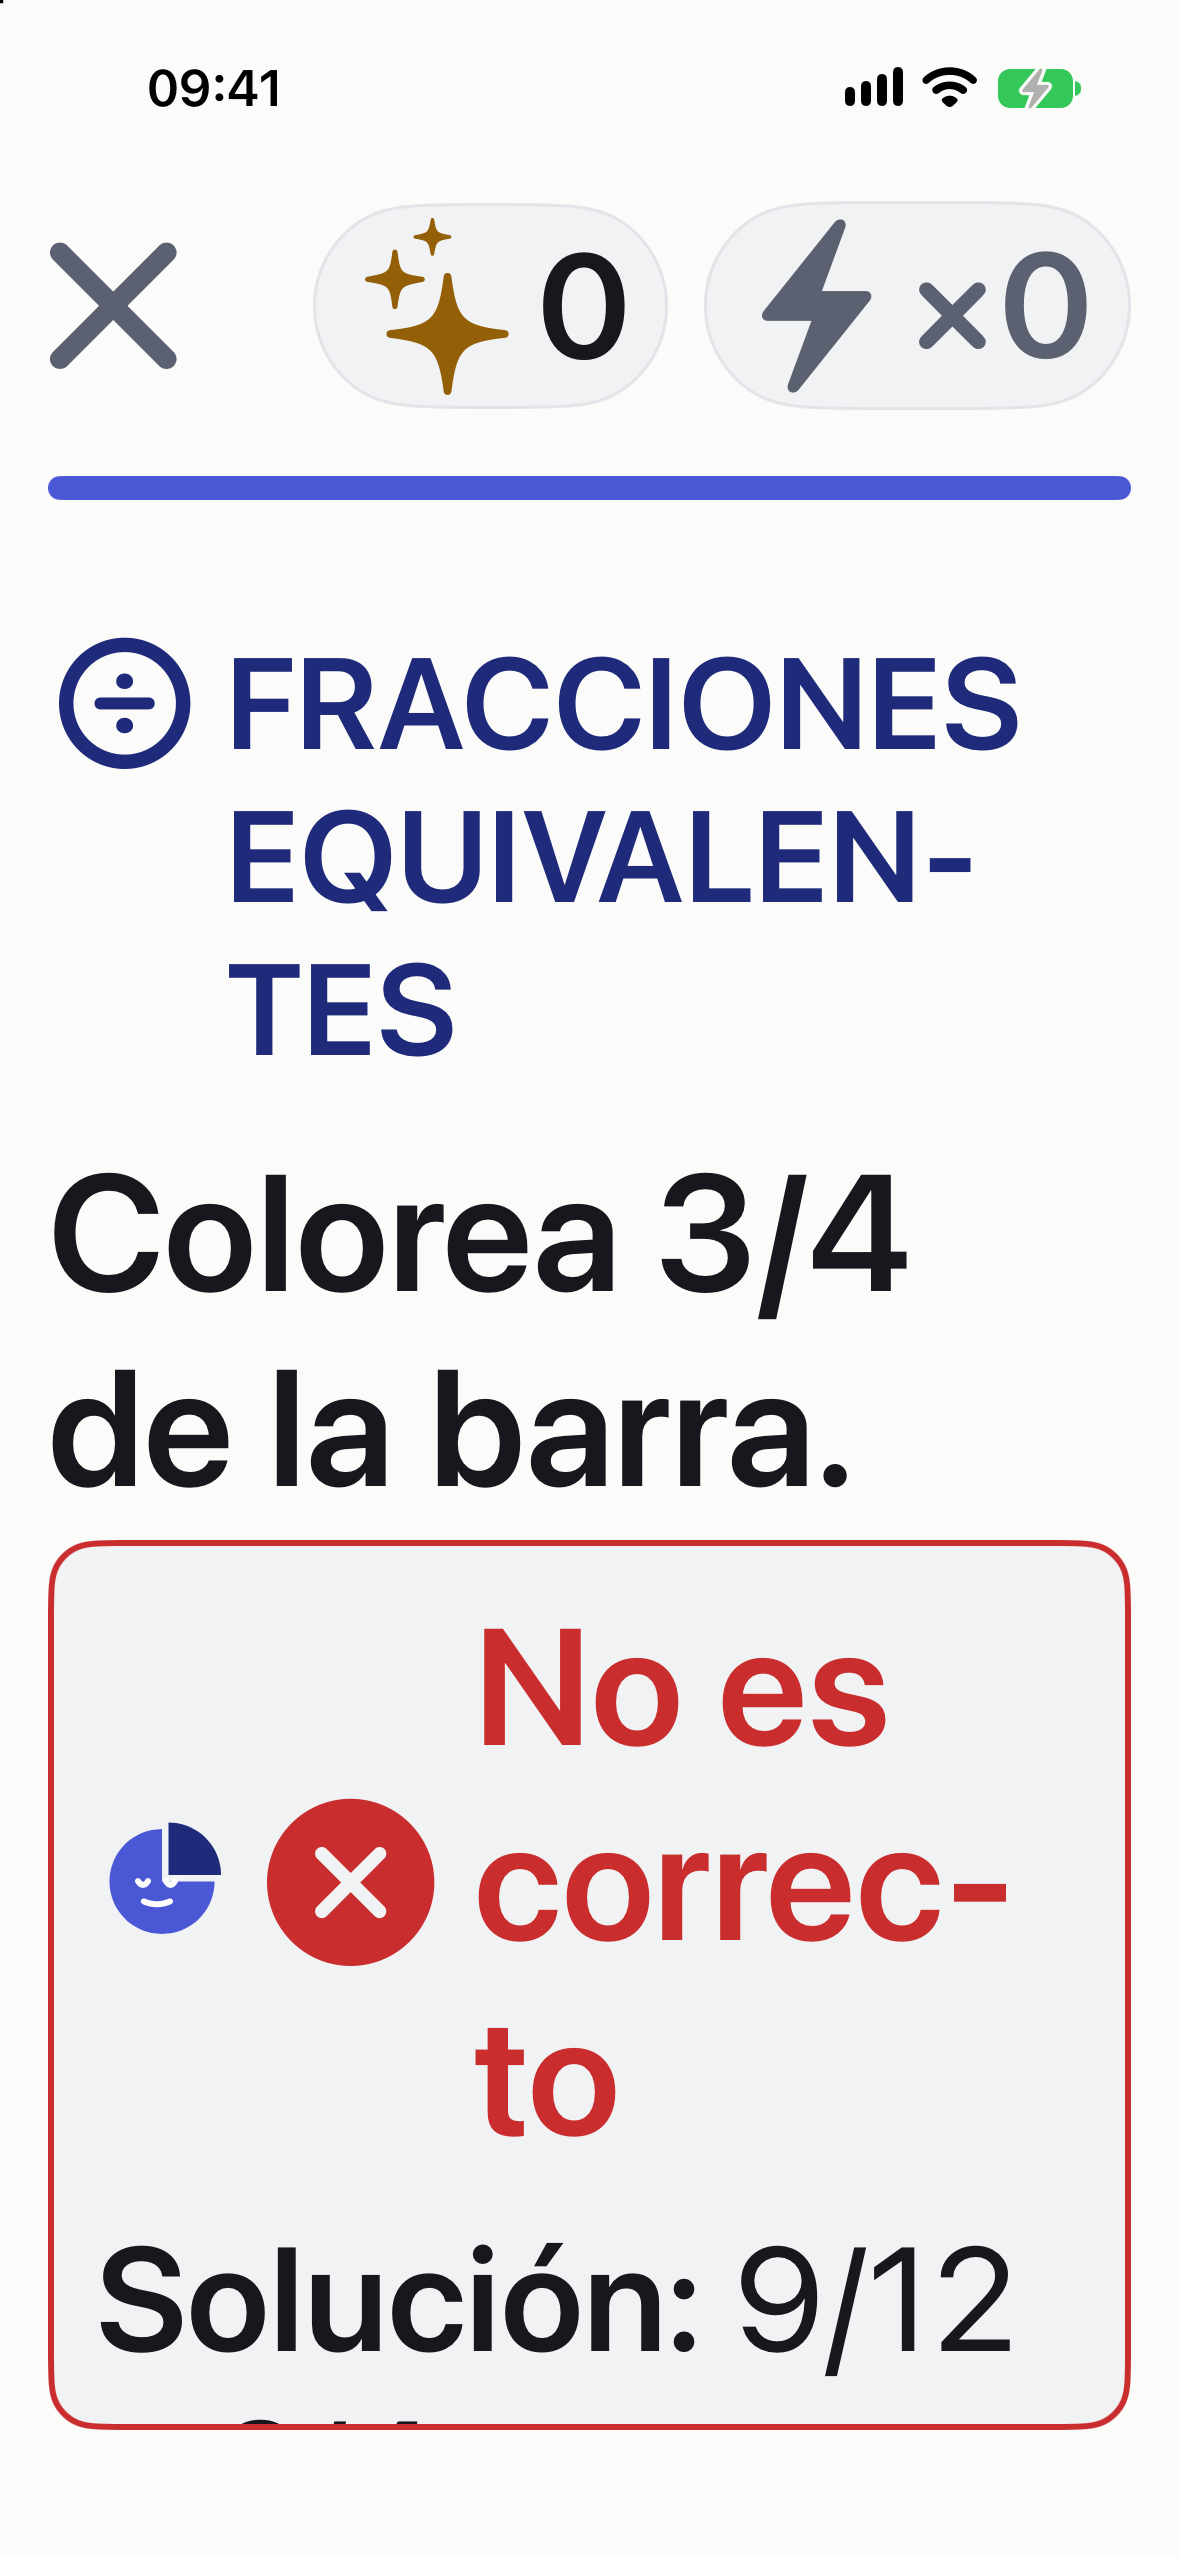 09:41
0
×0
FRACCIONES
EQUIVALEN-
TES
Colorea 3/4
de la barra.
No es
correc-
to
Solución: 9/12